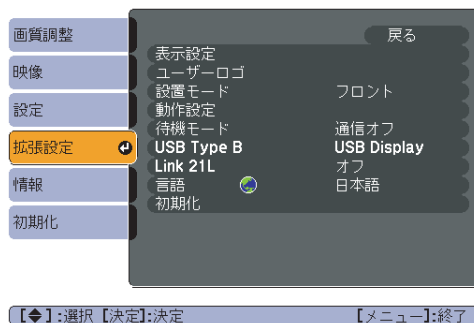 画質調整
映像
設定
拡張設定
情報
初期化
戻る
表示設定
ユーザーロゴ
設置モード フロント
動作設定
待機モード 通信オフ
USB Type B USB Display
Link 21L オフ
言語 日本語
初期化
【◆】:選択 【決定】:決定 【メニュー】:終了